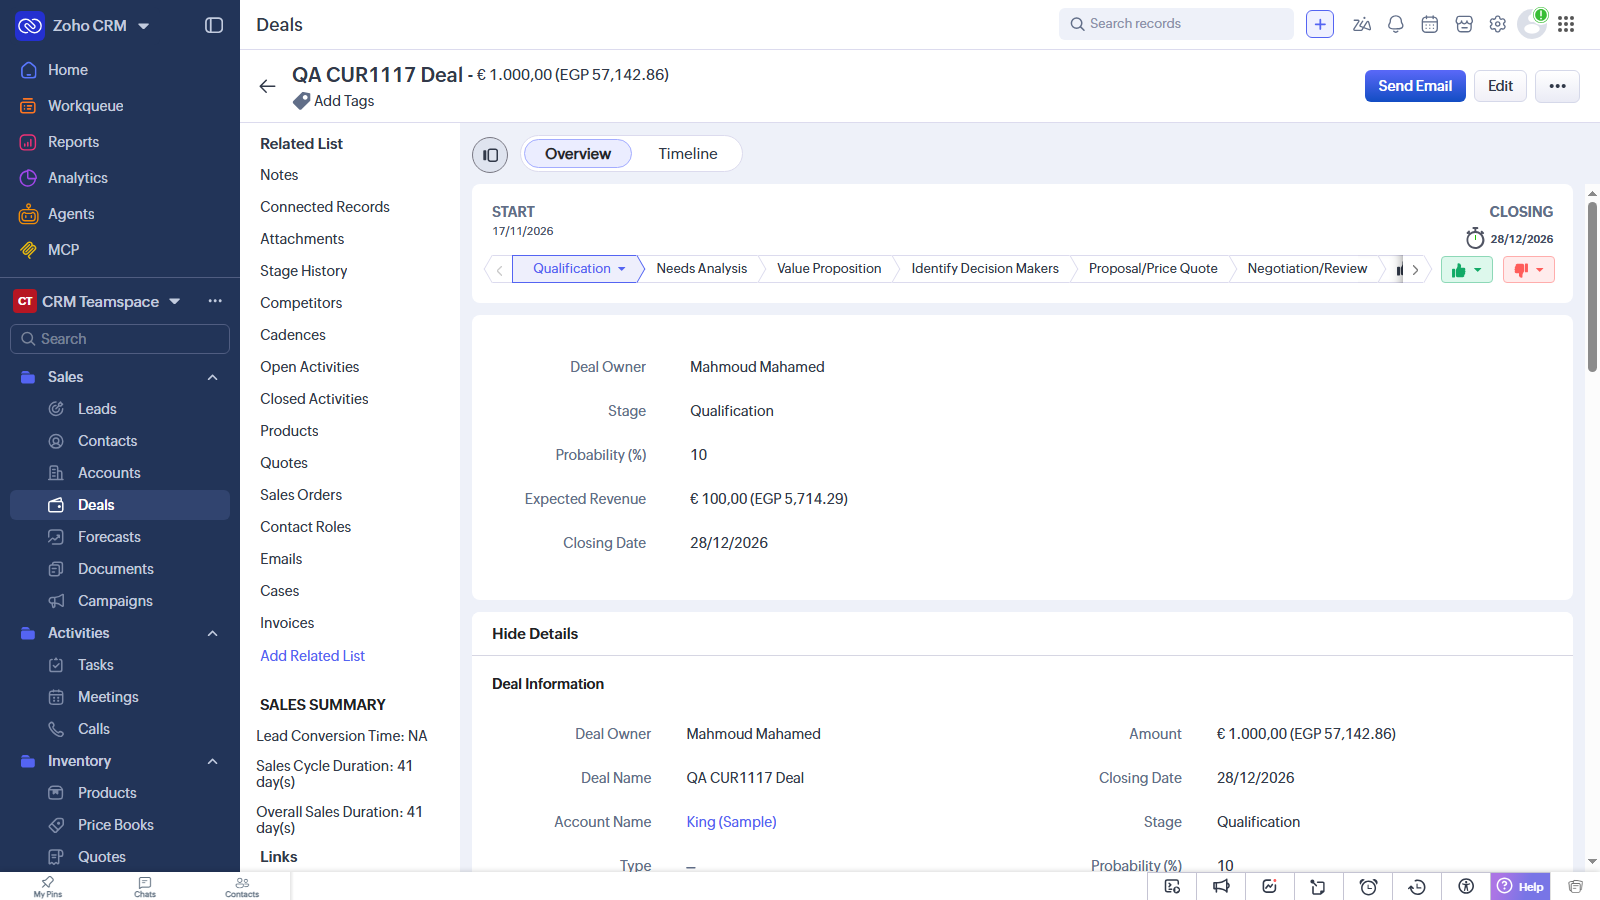 Zoho CRM
Home
Workqueue
Reports
Analytics
Agents
MCP
CT CRM Teamspace
Search
Sales
Leads
Contacts
Accounts
Deals
Forecasts
Documents
Campaigns
Activities
Tasks
Meetings
Calls
Inventory
Products
Price Books
Quotes
Deals
Search records
QA CUR1117 Deal - € 1.000,00 (EGP 57,142.86)
Add Tags
Send Email
Edit
Related List
Notes
Connected Records
Attachments
Stage History
Competitors
Cadences
Open Activities
Closed Activities
Products
Quotes
Sales Orders
Contact Roles
Emails
Cases
Invoices
Add Related List
SALES SUMMARY
Lead Conversion Time: NA
Sales Cycle Duration: 41
day(s)
Overall Sales Duration: 41
day(s)
Links
Overview
Timeline
START
17/11/2026
CLOSING
28/12/2026
Qualification
Needs Analysis
Value Proposition
Identify Decision Makers
Proposal/Price Quote
Negotiation/Review
Deal Owner Mahmoud Mahamed
Stage Qualification
Probability (%) 10
Expected Revenue € 100,00 (EGP 5,714.29)
Closing Date 28/12/2026
Hide Details
Deal Information
Deal Owner Mahmoud Mahamed
Amount € 1.000,00 (EGP 57,142.86)
Deal Name QA CUR1117 Deal
Closing Date 28/12/2026
Account Name King (Sample)
Stage Qualification
Type —
Probability (%) 10
My Pins
Chats
Contacts
Help